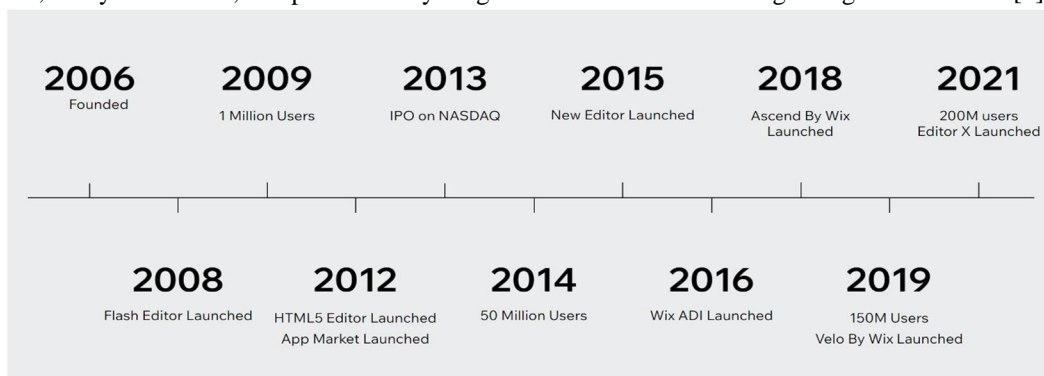 2006
Founded
2009
1 Million Users
2013
IPO on NASDAQ
2015
New Editor Launched
2018
Ascend By Wix
Launched
2021
200M users
Editor X Launched
2008
Flash Editor Launched
2012
HTML5 Editor Launched
App Market Launched
2014
50 Million Users
2016
Wix ADI Launched
2019
150M Users
Velo By Wix Launched